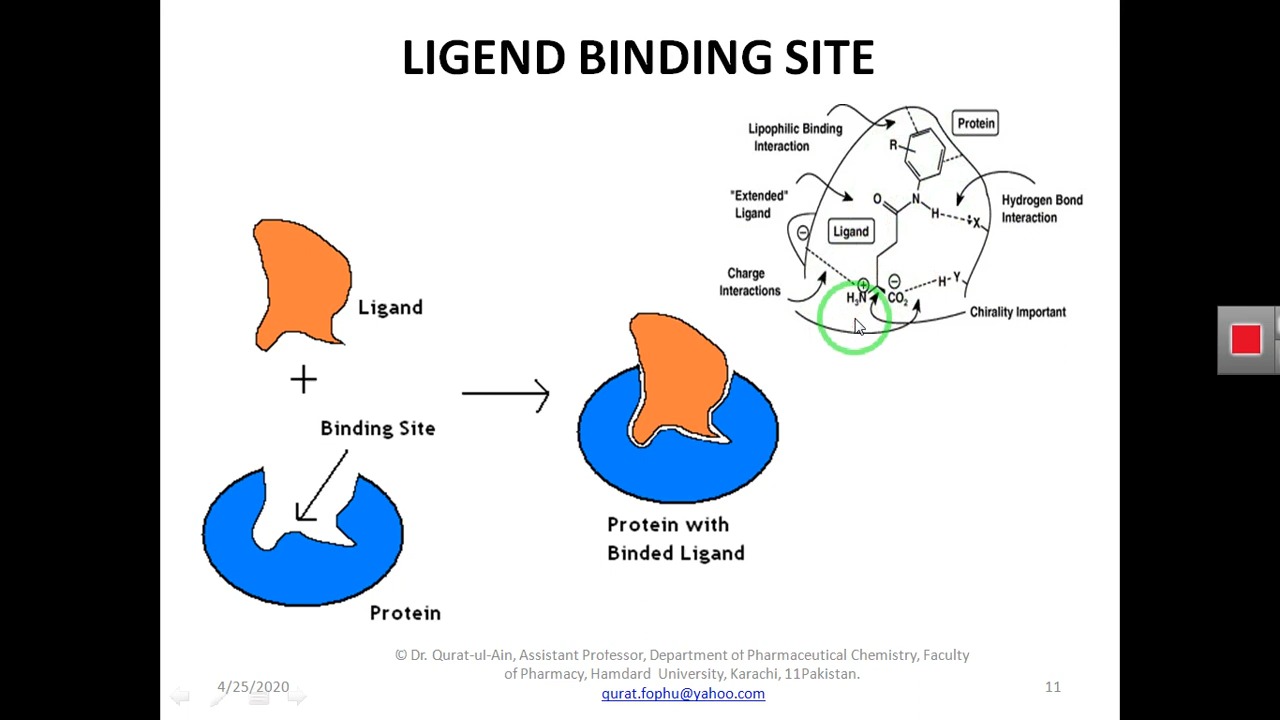 LIGEND BINDING SITE
Lipophilic Binding
Interaction
Protein
R
"Extended"
Ligand
O
N
H
X
Hydrogen Bond
Interaction
Ligand
Charge
Interactions
H₃N
CO₂
H
Y
Chirality Important
Ligand
+
Binding Site
Protein
Protein with
Binded Ligand
© Dr. Qurat-ul-Ain, Assistant Professor, Department of Pharmaceutical Chemistry, Faculty
of Pharmacy, Hamdard University, Karachi, 11Pakistan.
qurat.fophu@yahoo.com
4/25/2020
11